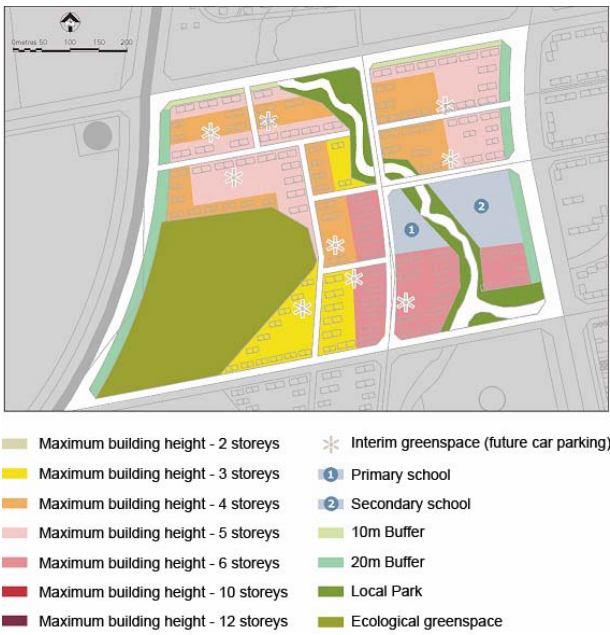 0metres 50 100 150 200
1
2
Maximum building height - 2 storeys
Maximum building height - 3 storeys
Maximum building height - 4 storeys
Maximum building height - 5 storeys
Maximum building height - 6 storeys
Maximum building height - 10 storeys
Maximum building height - 12 storeys
Interim greenspace (future car parking)
1 Primary school
2 Secondary school
10m Buffer
20m Buffer
Local Park
Ecological greenspace